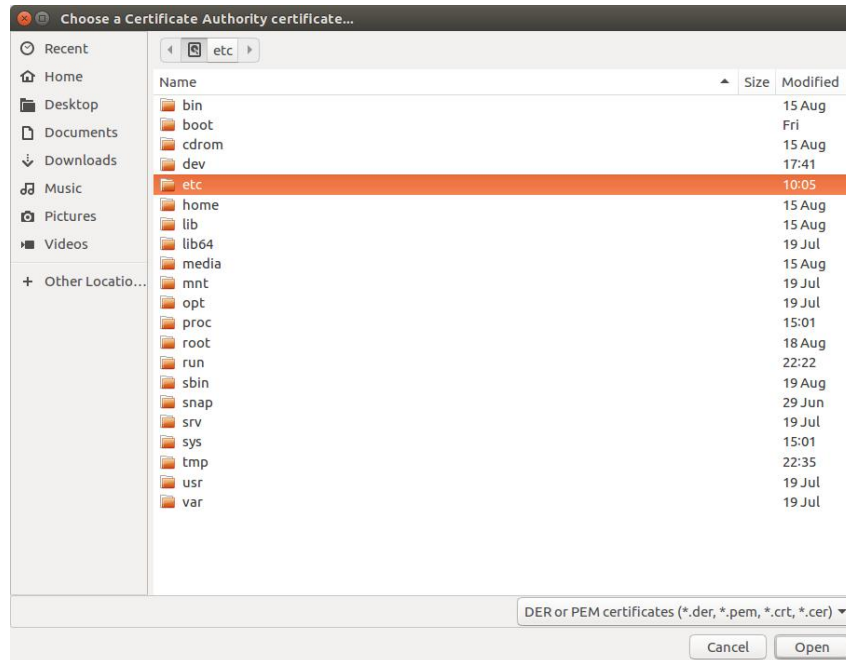 Choose a Certificate Authority certificate...
Recent
Home
Desktop
Documents
Downloads
Music
Pictures
Videos
Other Locatio...
etc
Name Size Modified
bin 15 Aug
boot Fri
cdrom 15 Aug
dev 17:41
etc 10:05
home 15 Aug
lib 15 Aug
lib64 19 Jul
media 15 Aug
mnt 19 Jul
opt 19 Jul
proc 15:01
root 18 Aug
run 22:22
sbin 19 Aug
snap 29 Jun
srv 19 Jul
sys 15:01
tmp 22:35
usr 19 Jul
var 19 Jul
DER or PEM certificates (*.der, *.pem, *.crt, *.cer)
Cancel Open